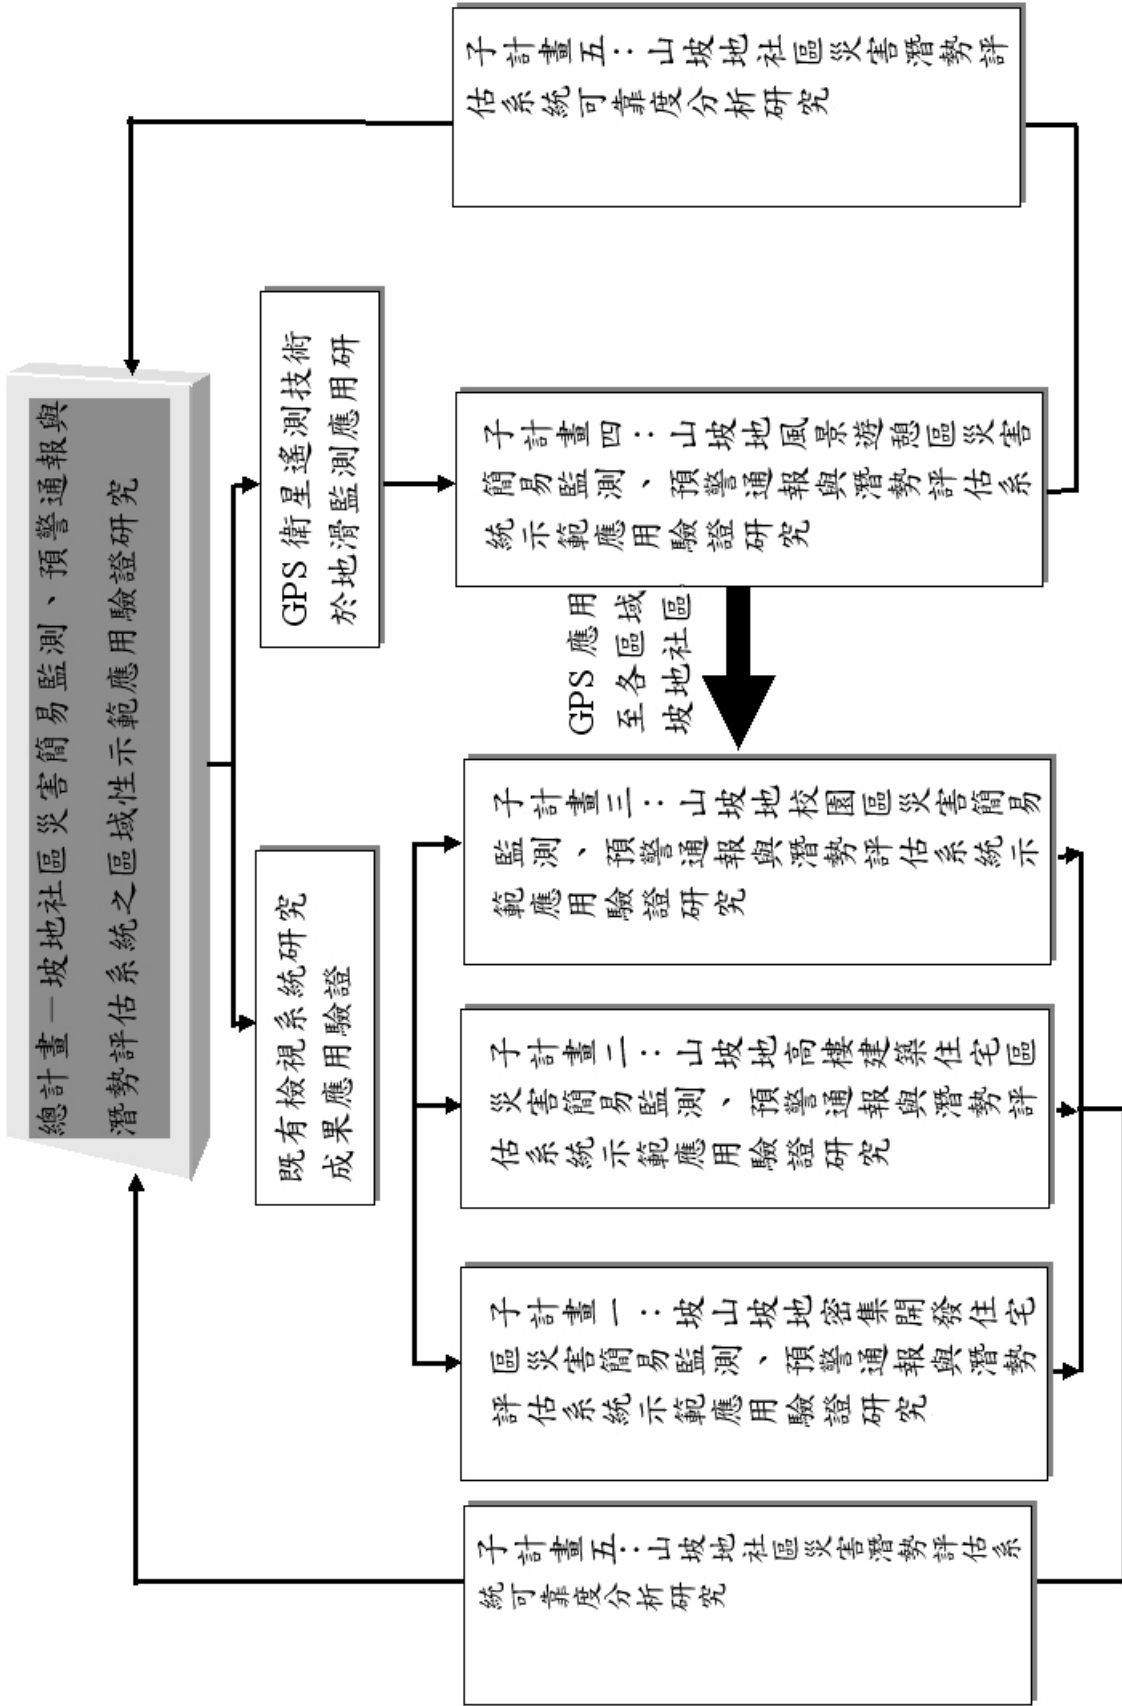 總計畫－坡地社區災害簡易監測、預警通報與
潛勢評估系統之區域性示範應用驗證研究
既有檢視系統研究
成果應用驗證
GPS 衛星遙測技術
於地滑監測應用研
子計畫五：山坡地社區災害潛勢評估系
統可靠度分析研究
子計畫一：坡山坡地密集開發住宅
區災害簡易監測、預警通報與潛勢
評估系統示範應用驗證研究
子計畫二：山坡地高樓建築住宅區
災害簡易監測、預警通報與潛勢評
估系統示範應用驗證研究
子計畫三：山坡地校園區災害簡易
監測、預警通報與潛勢評估系統示
範應用驗證研究
GPS 應用
至各區域
坡地社區
子計畫四：山坡地風景遊憩區災害
簡易監測、預警通報與潛勢評估系
統示範應用驗證研究
子計畫五：山坡地社區災害潛勢評
估系統可靠度分析研究